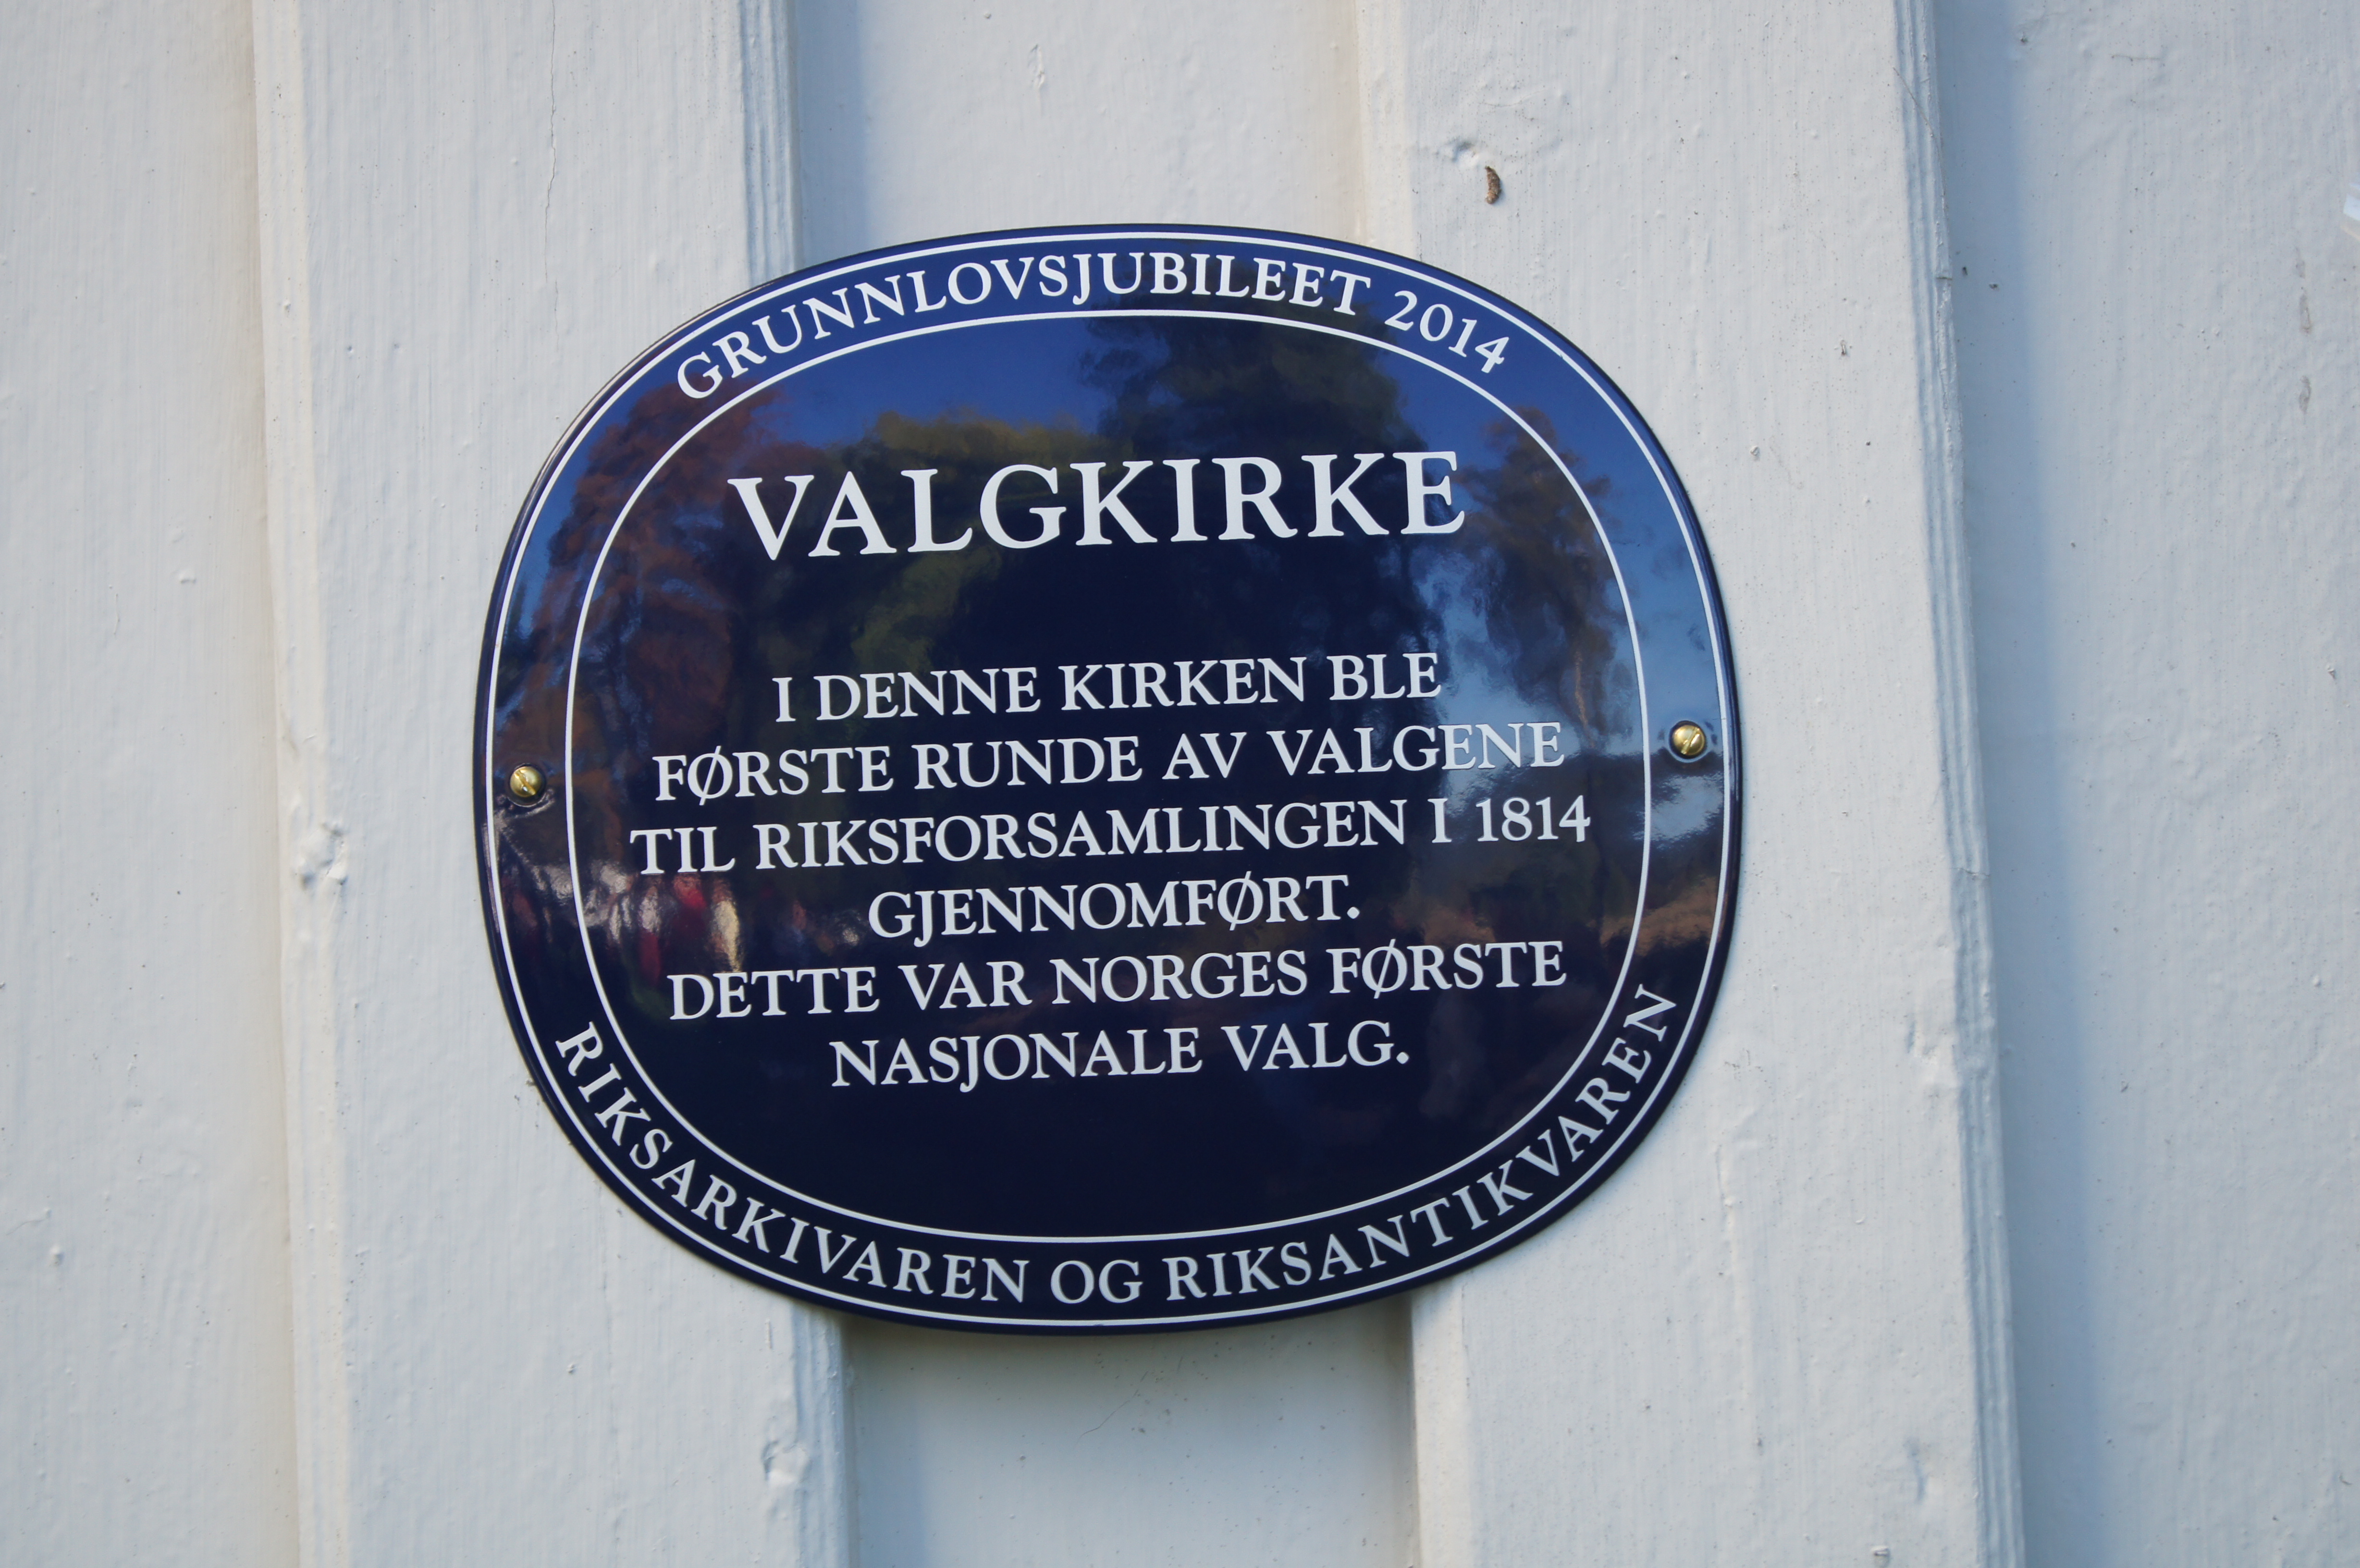 GRUNNLOVSJUBILEET 2014
VALGKIRKE
I DENNE KIRKEN BLE
FØRSTE RUNDE AV VALGENE
TIL RIKSFORSAMLINGEN I 1814
GJENNOMFØRT.
DETTE VAR NORGES FØRSTE
NASJONALE VALG.
RIKSARKIVAREN OG RIKSANTIKVAREN